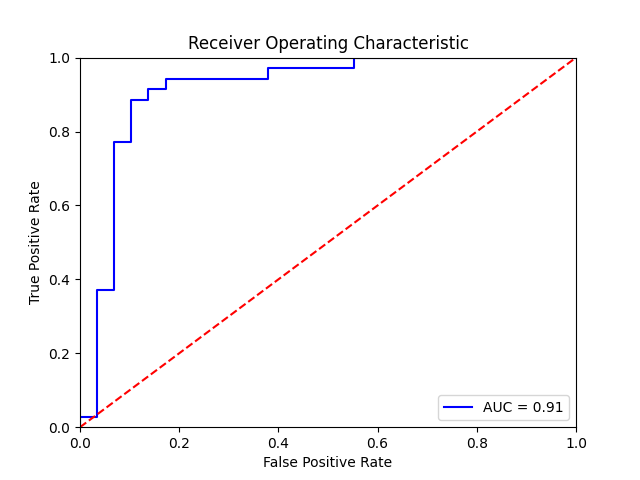 Receiver Operating Characteristic
True Positive Rate
1.0
0.8
0.6
0.4
0.2
0.0
AUC = 0.91
0.0 0.2 0.4 0.6 0.8 1.0
False Positive Rate